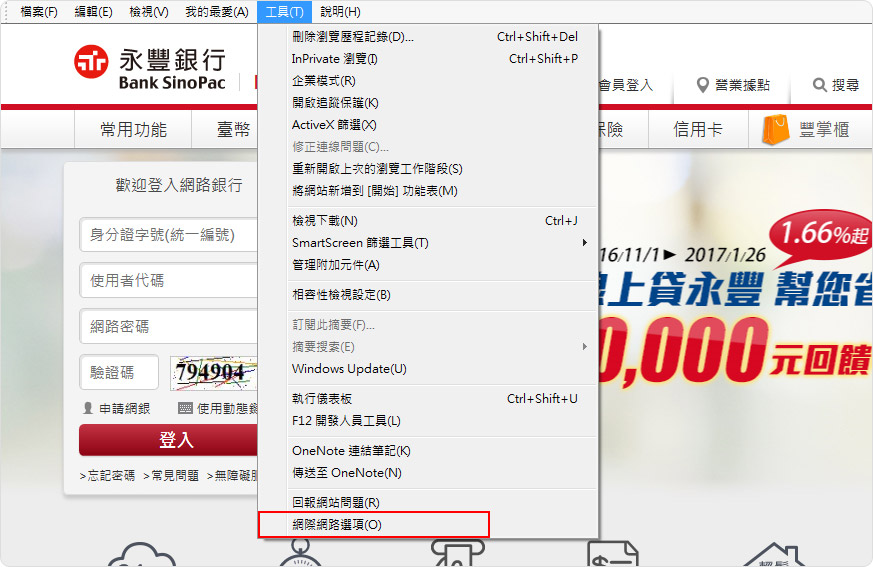 檔案(F) 編輯(E) 檢視(V) 我的最愛(A) 工具(T) 說明(H)
刪除瀏覽歷程記錄(D)... Ctrl+Shift+Del
InPrivate 瀏覽(I) Ctrl+Shift+P
企業模式(R)
開啟追蹤保護(K)
ActiveX 篩選(X)
修正連線問題(C)...
重新開啟上次的瀏覽工作階段(S)
將網站新增到 [開始] 功能表(M)
檢視下載(N) Ctrl+J
SmartScreen 篩選工具(T)
管理附加元件(A)
相容性檢視設定(B)
訂閱此摘要(F)...
摘要搜索(E)
Windows Update(U)
執行儀表板 Ctrl+Shift+U
F12 開發人員工具(L)
OneNote 連結筆記(K)
傳送至 OneNote(N)
回報網站問題(R)
網際網路選項(O)
永豐銀行
Bank SinoPac
會員登入 營業據點 搜尋
常用功能 臺幣 保險 信用卡 豐掌櫃
歡迎登入網路銀行
身分證字號(統一編號)
使用者代碼
網路密碼
驗證碼 794904
申請網銀 使用動態鍵
登入
>忘記密碼 >常見問題 >無障礙服
1.66%起
16/11/1► 2017/1/26
線上貸永豐 幫您省
0,000元回饋